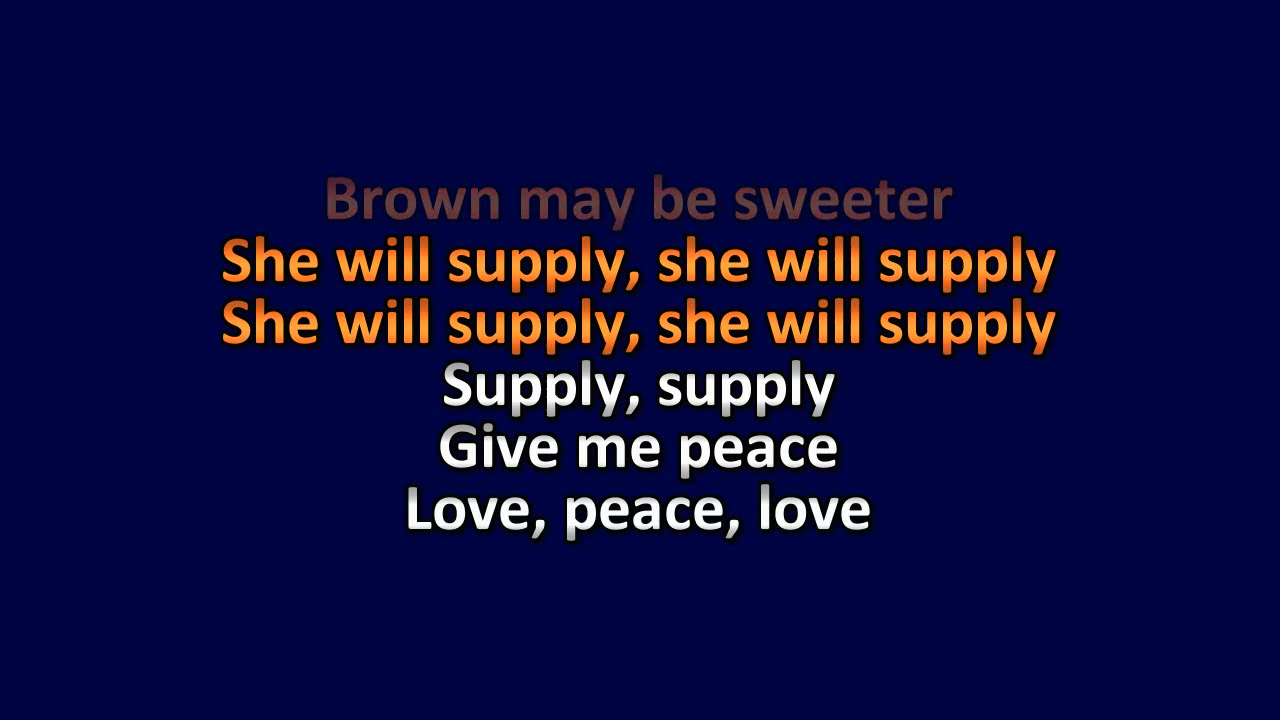 Brown may be sweeter
She will supply, she will supply
She will supply, she will supply
Supply, supply
Give me peace
Love, peace, love